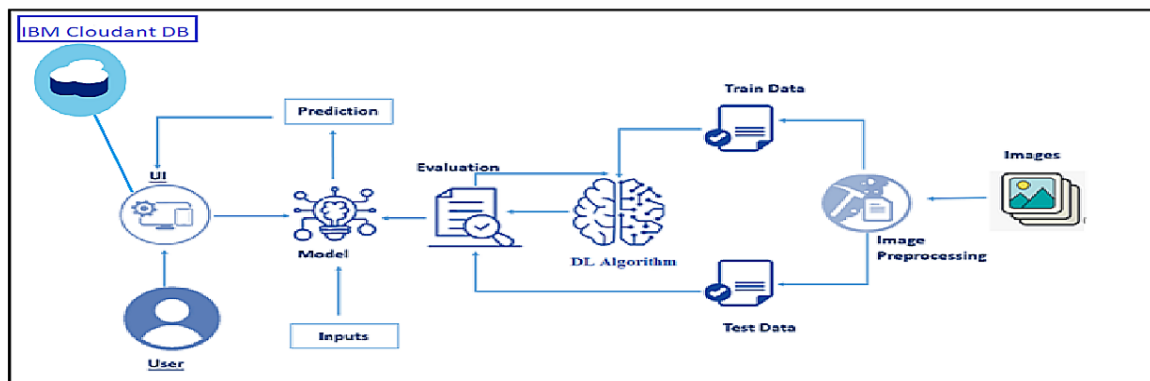 IBM Cloudant DB
Train Data
Prediction
Images
Evaluation
UI
Model
DL Algorithm
Image
Preprocessing
Inputs
Test Data
User